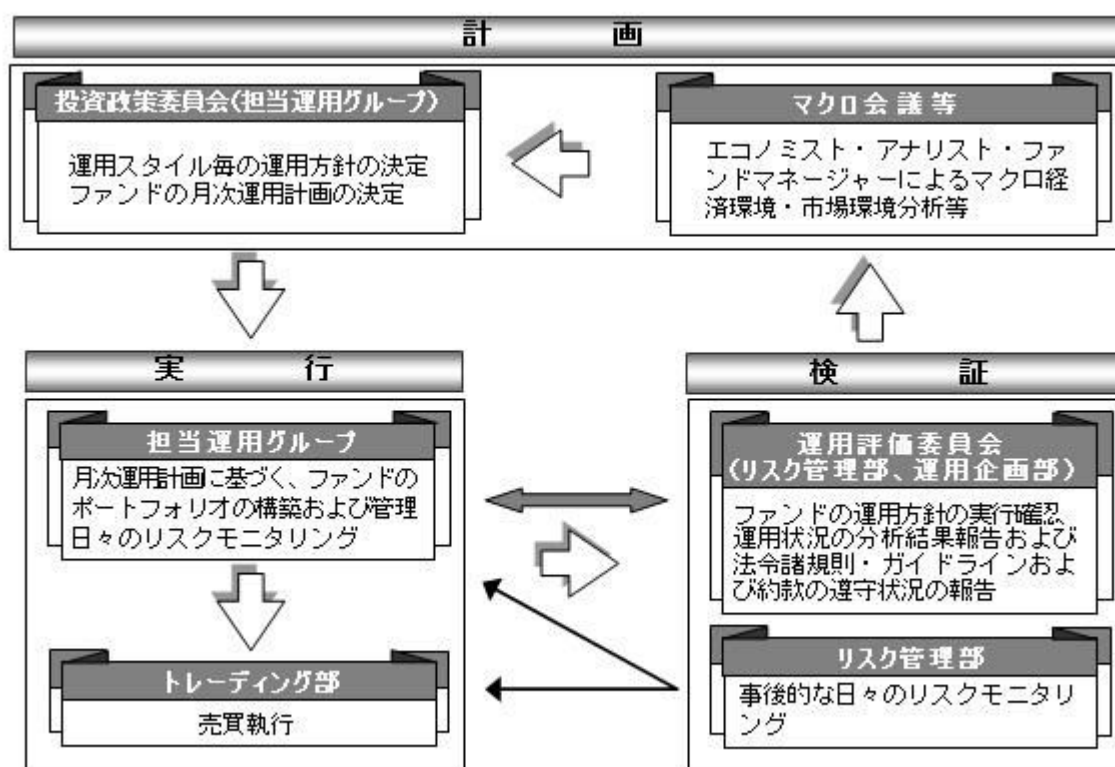 計 画
投資政策委員会(担当運用グループ)
運用スタイル毎の運用方針の決定
ファンドの月次運用計画の決定
マクロ会議等
エコノミスト・アナリスト・ファ
ンドマネージャーによるマクロ経
済環境・市場環境分析等
実 行
担当運用グループ
月次運用計画に基づく、ファンドの
ポートフォリオの構築および管理
日々のリスクモニタリング
トレーディング部
売買執行
検 証
運用評価委員会
(リスク管理部、運用企画部)
ファンドの運用方針の実行確認、
運用状況の分析結果報告および
法令諸規則・ガイドラインおよ
び約款の遵守状況の報告
リスク管理部
事後的な日々のリスクモニタリ
ング